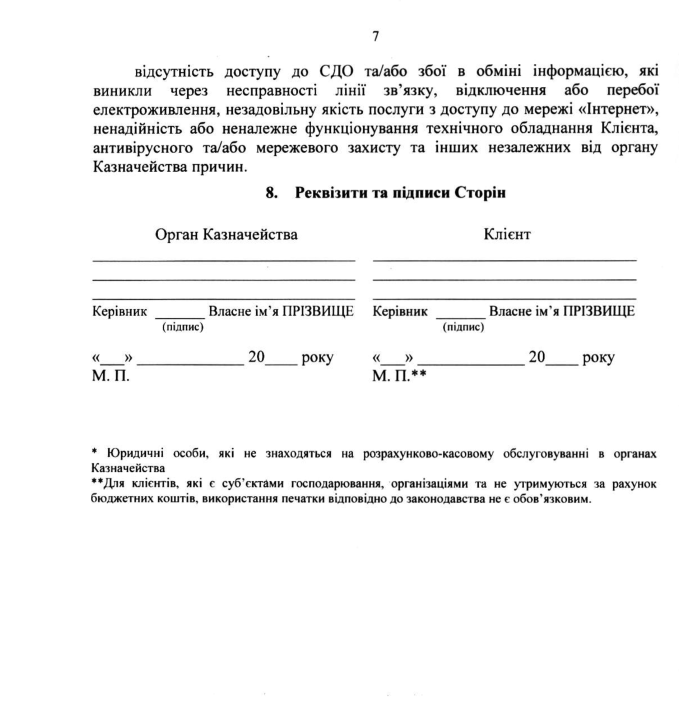 7
відсутність доступу до СДО та/або збої в обміні інформацією, які
виникли через несправності лінії зв’язку, відключення або перебої
електроживлення, незадовільну якість послуги з доступу до мережі «Інтернет»,
ненадійність або неналежне функціонування технічного обладнання Клієнта,
антивірусного та/або мережевого захисту та інших незалежних від органу
Казначейства причин.
8. Реквізити та підписи Сторін
Орган Казначейства
Керівник ______ Власне ім’я ПРІЗВИЩЕ
(підпис)
«___» _____________ 20____ року
М. П.
Клієнт
Керівник ______ Власне ім’я ПРІЗВИЩЕ
(підпис)
«___» _____________ 20____ року
М. П.**
* Юридичні особи, які не знаходяться на розрахунково-касовому обслуговуванні в органах
Казначейства
**Для клієнтів, які є суб’єктами господарювання, організаціями та не утримуються за рахунок
бюджетних коштів, використання печатки відповідно до законодавства не є обов’язковим.